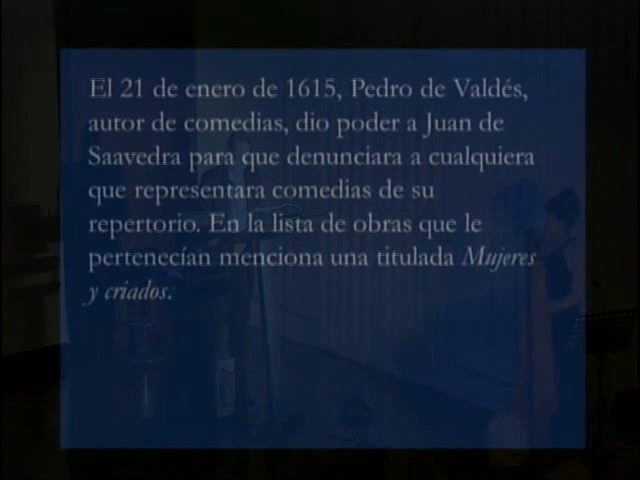 El 21 de enero de 1615, Pedro de Valdés,
autor de comedias, dio poder a Juan de
Saavedra para que denunciara a cualquiera
que representara comedias de su
repertorio. En la lista de obras que le
pertenecían menciona una titulada Mujeres
y criados.